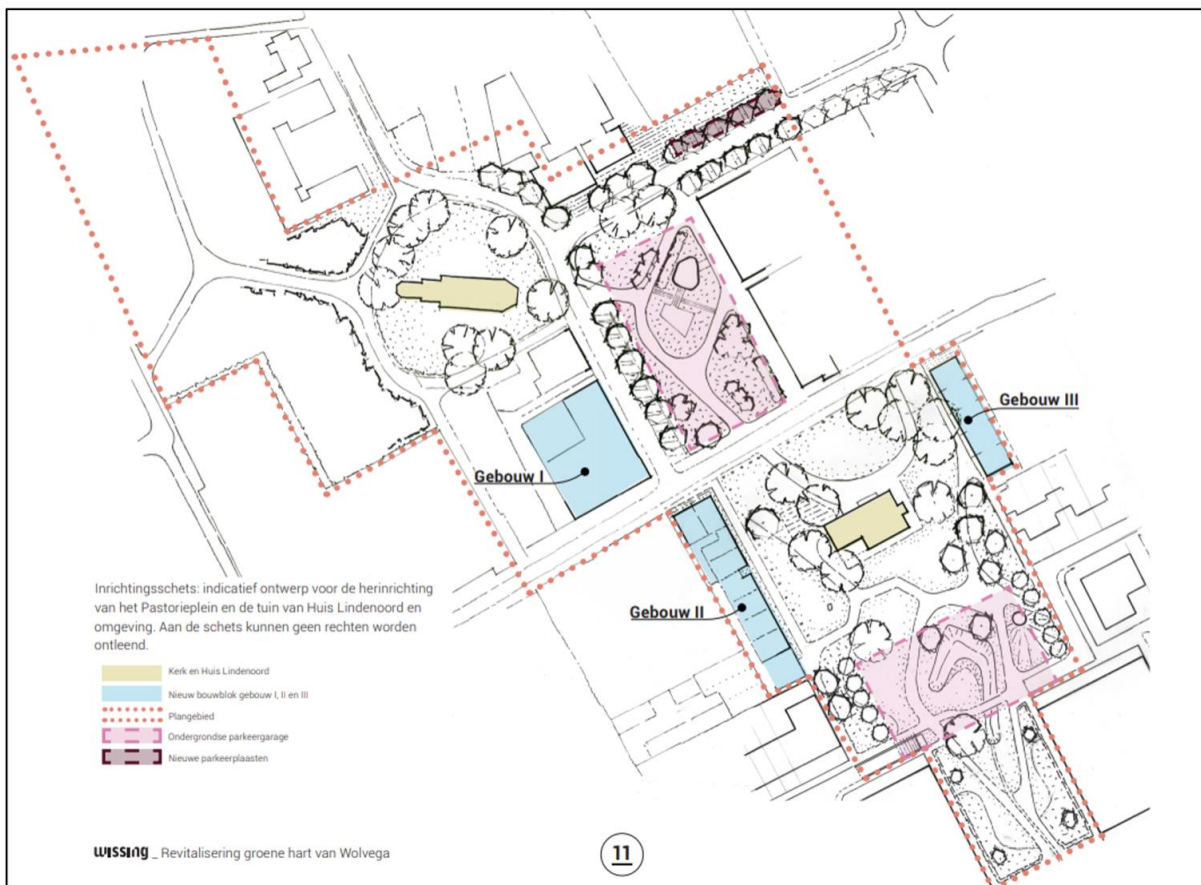 Gebouw III
Gebouw I
Gebouw II
Inrichtingsschets: indicatief ontwerp voor de herinrichting
van het Pastorieplein en de tuin van Huis Lindenoord en
omgeving. Aan de schets kunnen geen rechten worden
ontleend.
Kerk en Huis Lindenoord
Nieuw bouwblok gebouw I, II en III
Plangebied
Ondergrondse parkeergarage
Nieuwe parkeerplaasten
wissing _ Revitalisering groene hart van Wolvega
11